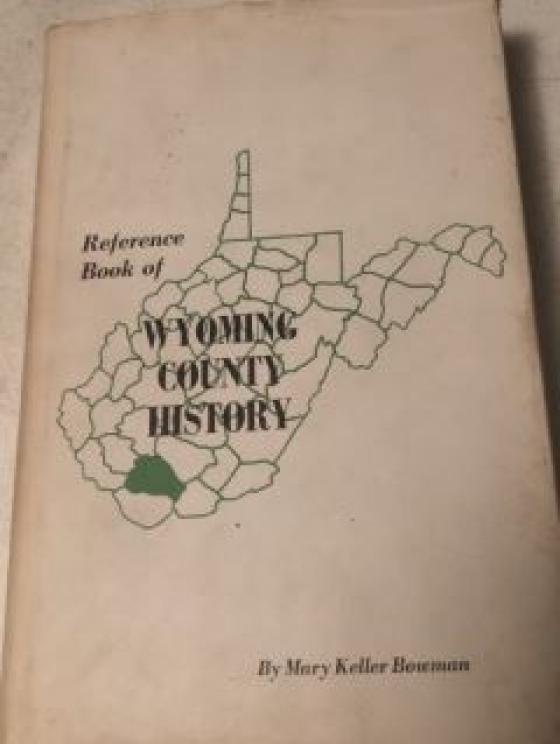 Reference
Book of
WYOMING
COUNTY
HISTORY
By Mary Keller Bowman